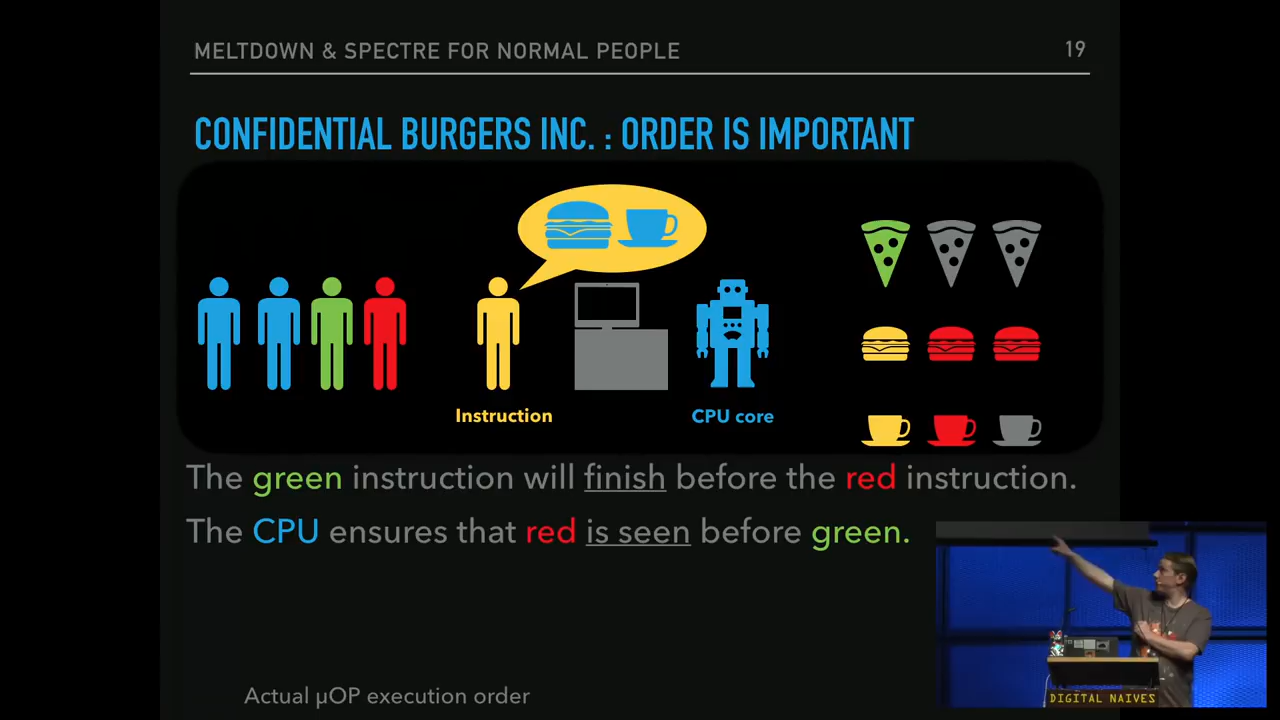 MELTDOWN & SPECTRE FOR NORMAL PEOPLE
19
CONFIDENTIAL BURGERS INC. : ORDER IS IMPORTANT
Instruction
CPU core
The green instruction will finish before the red instruction.
The CPU ensures that red is seen before green.
Actual µOP execution order
DIGITAL NAIVES